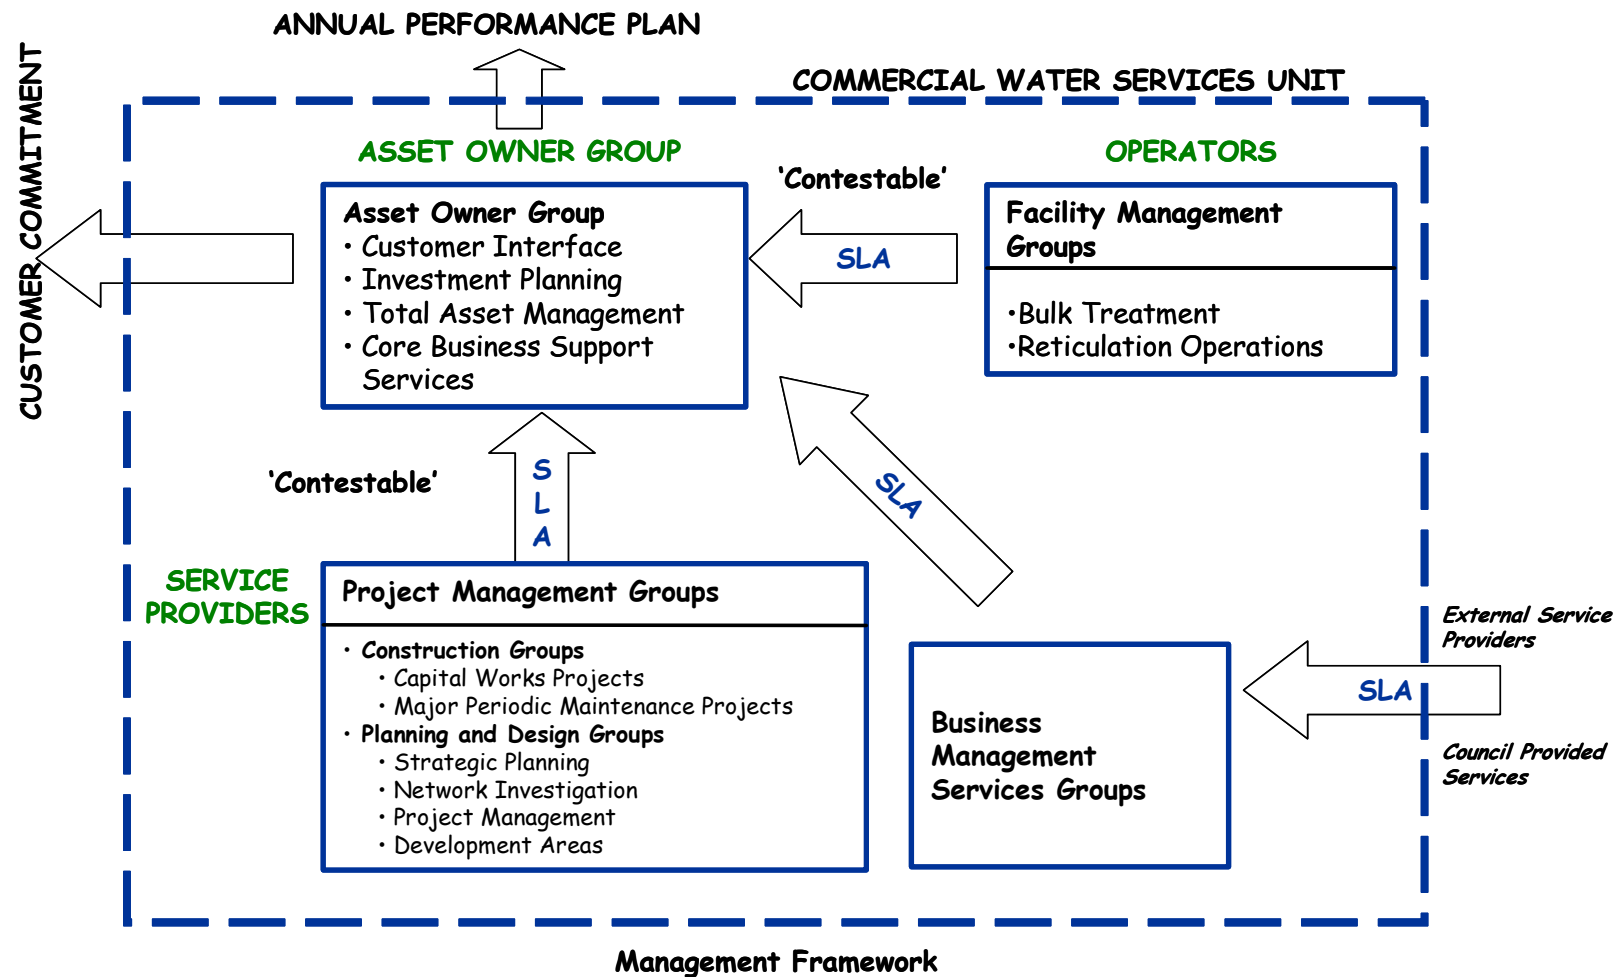 ANNUAL PERFORMANCE PLAN
CUSTOMER COMMITMENT
COMMERCIAL WATER SERVICES UNIT
ASSET OWNER GROUP
OPERATORS
‘Contestable’
Asset Owner Group
• Customer Interface
• Investment Planning
• Total Asset Management
• Core Business Support
Services
SLA
Facility Management
Groups
•Bulk Treatment
•Reticulation Operations
‘Contestable’
S
L
A
SLA
SERVICE
PROVIDERS
Project Management Groups
• Construction Groups
• Capital Works Projects
• Major Periodic Maintenance Projects
• Planning and Design Groups
• Strategic Planning
• Network Investigation
• Project Management
• Development Areas
Business
Management
Services Groups
External Service
Providers
SLA
Council Provided
Services
Management Framework